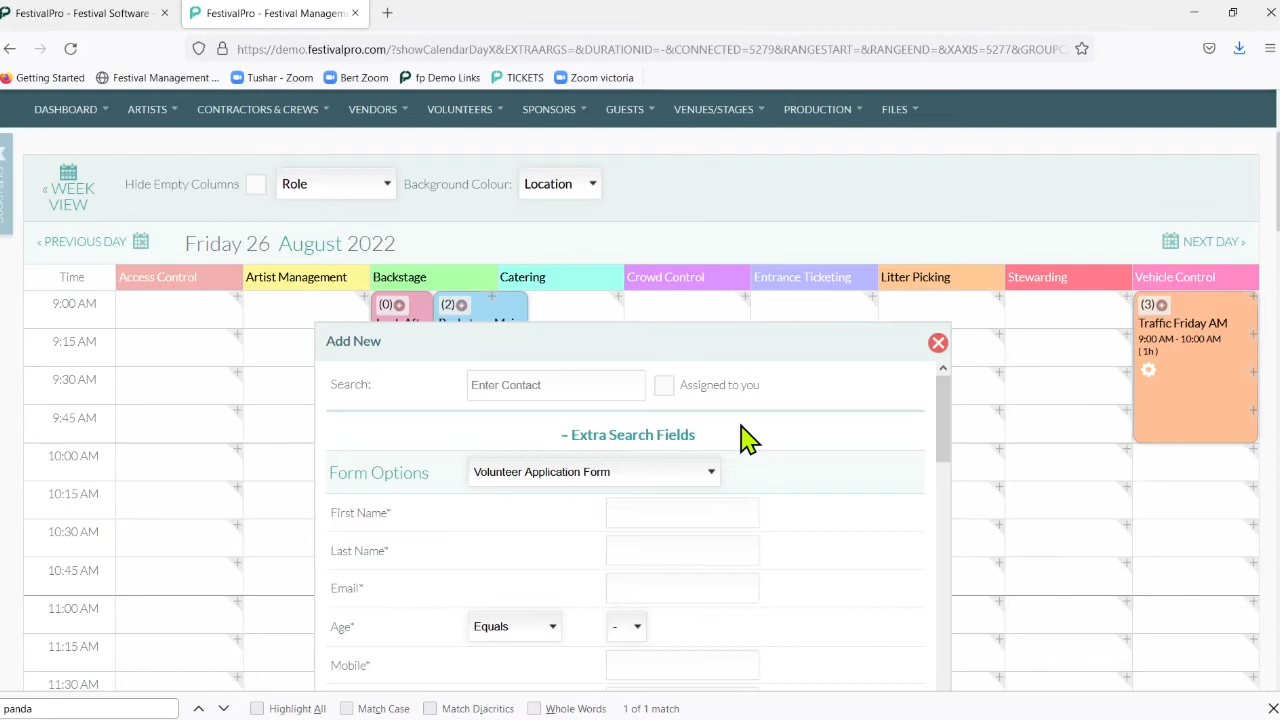 FestivalPro - Festival Software -
FestivalPro - Festival Manageme
https://demo.festivalpro.com/?showCalendarDayX&EXTRAARGS=&DURATIONID=-&CONNECTED=5279&RANGESTART=&RANGEEND=&XAXIS=5277&GROUPC
Getting Started Festival Management ... Tushar - Zoom Bert Zoom fp Demo Links TICKETS Zoom victoria
DASHBOARD ARTISTS CONTRACTORS & CREWS VENDORS VOLUNTEERS SPONSORS GUESTS VENUES/STAGES PRODUCTION FILES
« WEEK
VIEW
Hide Empty Columns Role Background Colour: Location
« PREVIOUS DAY Friday 26 August 2022 NEXT DAY »
Time Access Control Artist Management Backstage Catering Crowd Control Entrance Ticketing Litter Picking Stewarding Vehicle Control
9:00 AM (0) (2) (3)
Traffic Friday AM
9:00 AM - 10:00 AM
( 1h )
9:15 AM
9:30 AM
9:45 AM
10:00 AM
10:15 AM
10:30 AM
10:45 AM
11:00 AM
11:15 AM
11:30 AM
Add New
Search: Enter Contact Assigned to you
– Extra Search Fields
Form Options Volunteer Application Form
First Name*
Last Name*
Email*
Age* Equals -
Mobile*
panda Highlight All Match Case Match Diacritics Whole Words 1 of 1 match